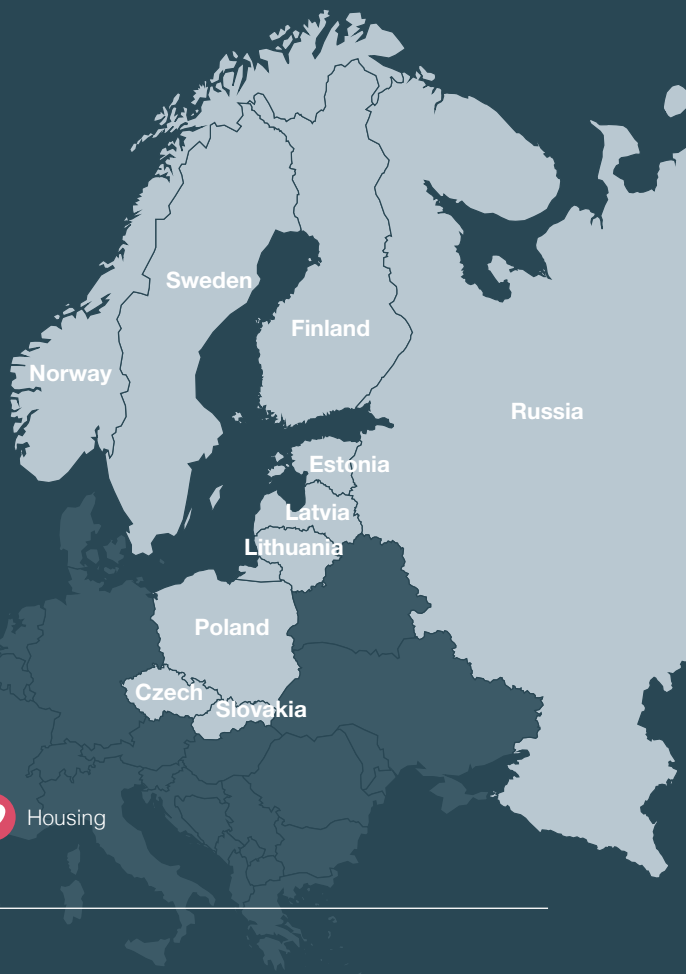 Sweden
Finland
Norway
Russia
Estonia
Latvia
Lithuania
Poland
Czech
Slovakia
Housing